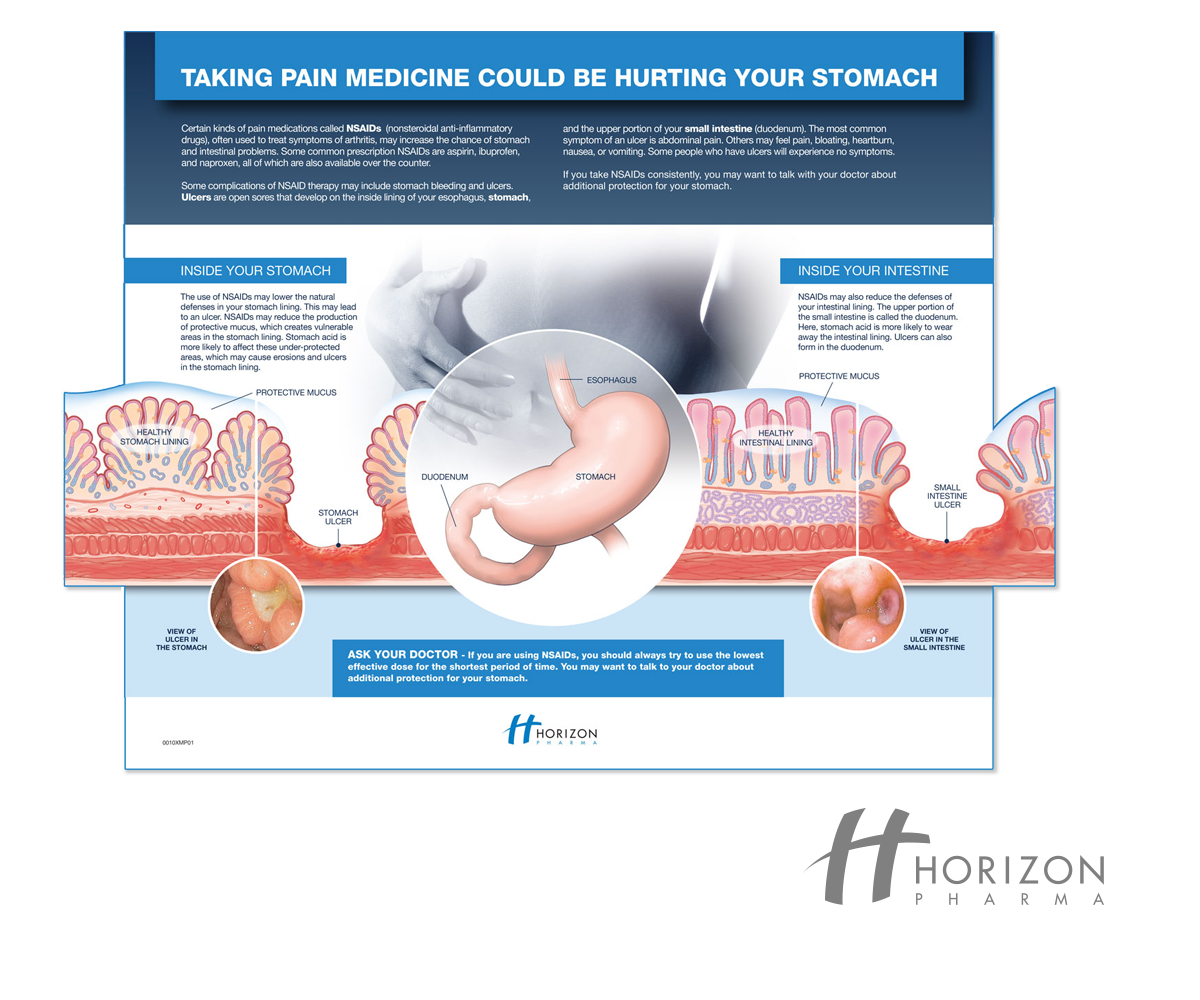 TAKING PAIN MEDICINE COULD BE HURTING YOUR STOMACH
Certain kinds of pain medications called NSAIDs (nonsteroidal anti-inflammatory
drugs), often used to treat symptoms of arthritis, may increase the chance of stomach
and intestinal problems. Some common prescription NSAIDs are aspirin, ibuprofen,
and naproxen, all of which are also available over the counter.
Some complications of NSAID therapy may include stomach bleeding and ulcers.
Ulcers are open sores that develop on the inside lining of your esophagus, stomach,
and the upper portion of your small intestine (duodenum). The most common
symptom of an ulcer is abdominal pain. Others may feel pain, bloating, heartburn,
nausea, or vomiting. Some people who have ulcers will experience no symptoms.
If you take NSAIDs consistently, you may want to talk with your doctor about
additional protection for your stomach.
INSIDE YOUR STOMACH
The use of NSAIDs may lower the natural
defenses in your stomach lining. This may lead
to an ulcer. NSAIDs may reduce the production
of protective mucus, which creates vulnerable
areas in the stomach lining. Stomach acid is
more likely to affect these under-protected
areas, which may cause erosions and ulcers
in the stomach lining.
INSIDE YOUR INTESTINE
NSAIDs may also reduce the defenses of
your intestinal lining. The upper portion of
the small intestine is called the duodenum.
Here, stomach acid is more likely to wear
away the intestinal lining. Ulcers can also
form in the duodenum.
PROTECTIVE MUCUS
HEALTHY
STOMACH LINING
STOMACH
ULCER
ESOPHAGUS
DUODENUM
STOMACH
PROTECTIVE MUCUS
HEALTHY
INTESTINAL LINING
SMALL
INTESTINE
ULCER
VIEW OF
ULCER IN
THE STOMACH
VIEW OF
ULCER IN THE
SMALL INTESTINE
ASK YOUR DOCTOR - If you are using NSAIDs, you should always try to use the lowest
effective dose for the shortest period of time. You may want to talk to your doctor about
additional protection for your stomach.
0010XMP01
HORIZON
PHARMA
HORIZON
PHARMA